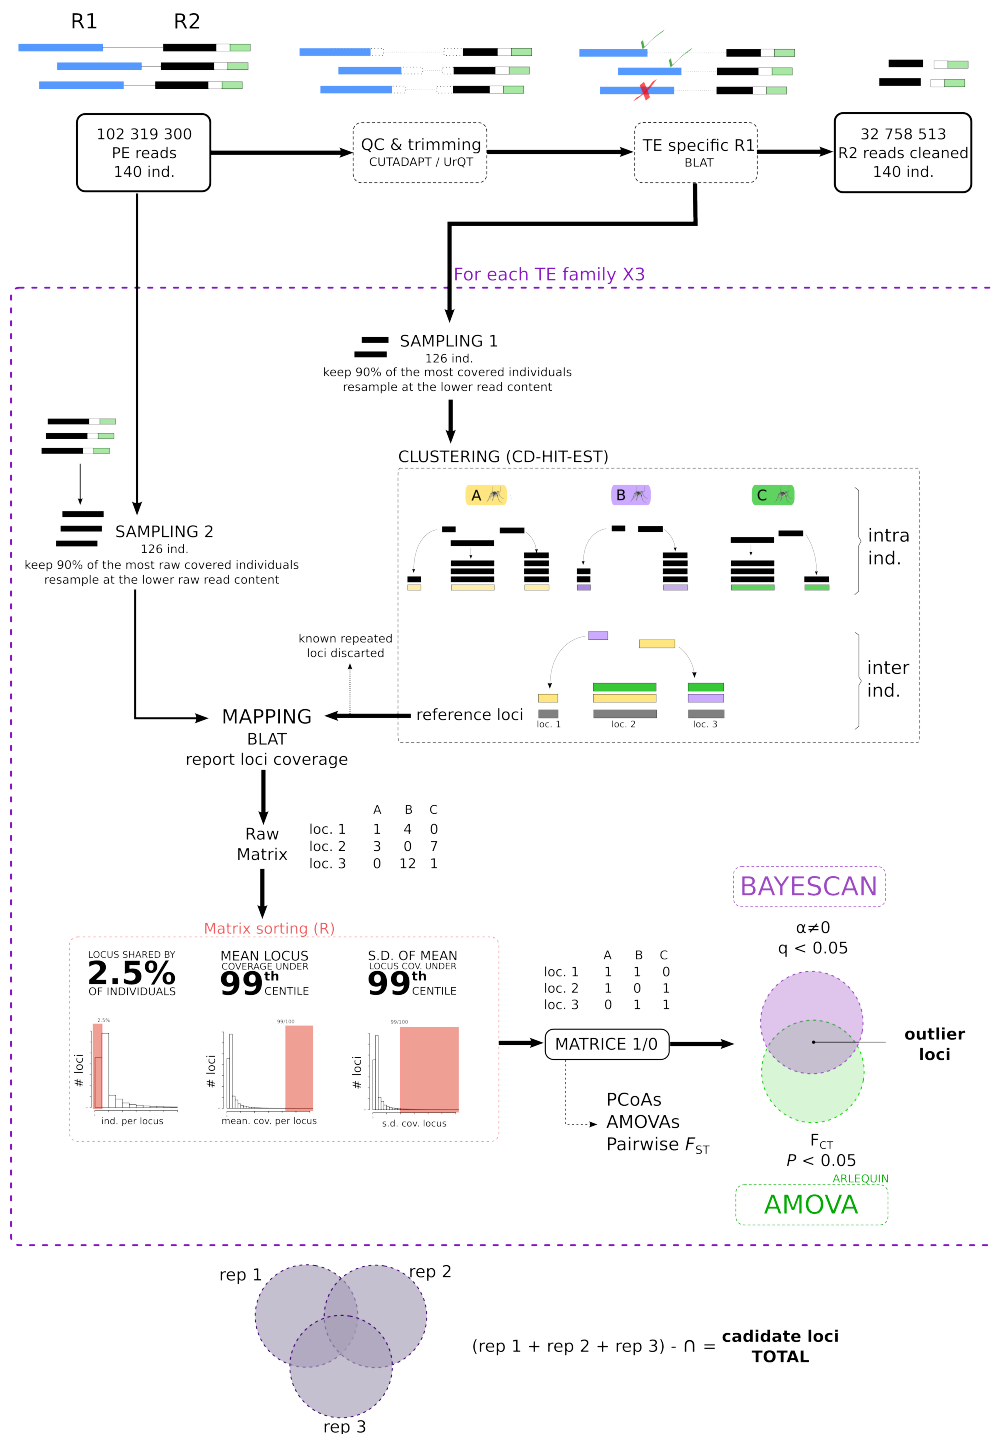 R1
R2
102 319 300
PE reads
140 ind.
QC & trimming
CUTADAPT / UrQT
TE specific R1
BLAT
32 758 513
R2 reads cleaned
140 ind.
For each TE family X3
SAMPLING 1
126 ind.
keep 90% of the most covered individuals
resample at the lower read content
CLUSTERING (CD-HIT-EST)
A
B
C
intra
ind.
SAMPLING 2
126 ind.
keep 90% of the most raw covered individuals
resample at the lower raw read content
known repeated
loci discarted
inter
ind.
MAPPING
BLAT
report loci coverage
reference loci
loc. 1
loc. 2
loc. 3
Raw
Matrix
A B C
loc. 1 1 4 0
loc. 2 3 0 7
loc. 3 0 12 1
Matrix sorting (R)
LOCUS SHARED BY
2.5%
OF INDIVIDUALS
MEAN LOCUS
COVERAGE UNDER
99th
CENTILE
S.D. OF MEAN
LOCUS COV. UNDER
99th
CENTILE
2.5%
# loci
ind. per locus
99/100
# loci
mean. cov. per locus
99/100
# loci
s.d. cov. locus
A B C
loc. 1 1 1 0
loc. 2 1 0 1
loc. 3 0 1 1
MATRICE 1/0
PCoAs
AMOVAs
Pairwise FST
BAYESCAN
α≠0
q < 0.05
outlier
loci
FCT
P < 0.05
ARLEQUIN
AMOVA
rep 1
rep 2
rep 3
(rep 1 + rep 2 + rep 3) - ∩ =
cadidate loci
TOTAL